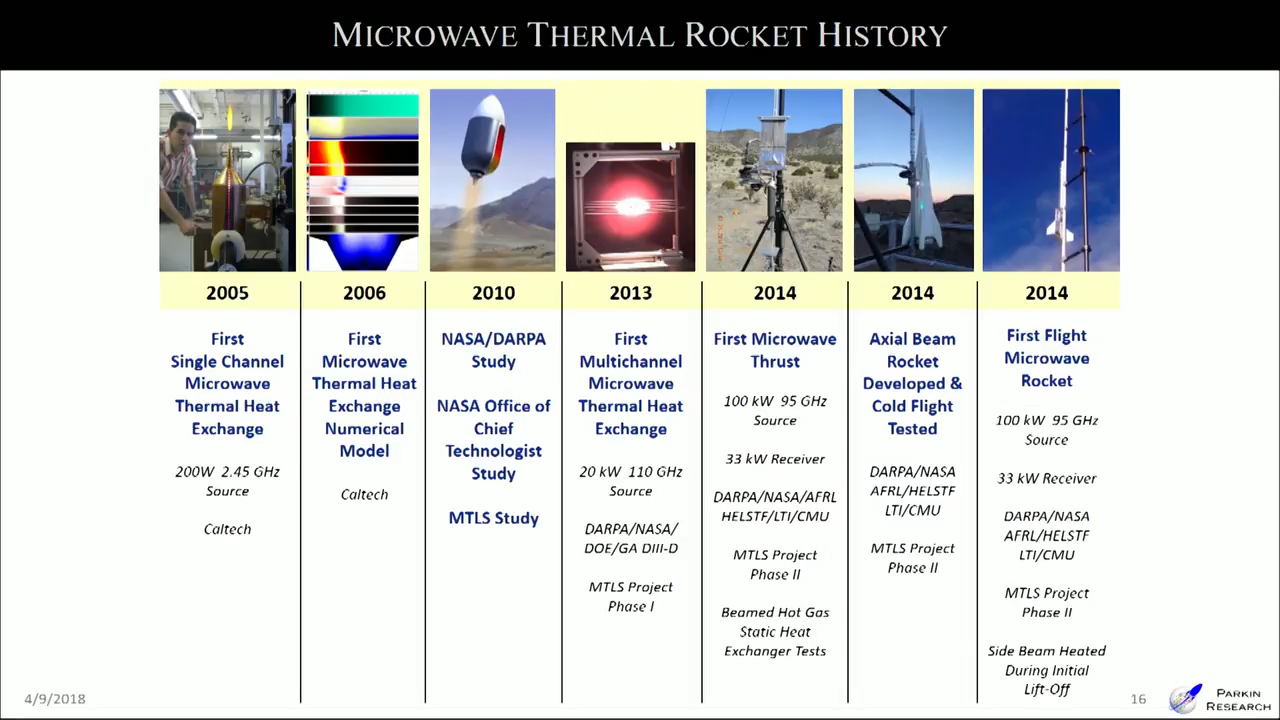 MICROWAVE THERMAL ROCKET HISTORY
2005
First
Single Channel
Microwave
Thermal Heat
Exchange
200W 2.45 GHz
Source
Caltech
2006
First
Microwave
Thermal Heat
Exchange
Numerical
Model
Caltech
2010
NASA/DARPA
Study
NASA Office of
Chief
Technologist
Study
MTLS Study
2013
First
Multichannel
Microwave
Thermal Heat
Exchange
20 kW 110 GHz
Source
DARPA/NASA/
DOE/GA DIII-D
MTLS Project
Phase I
2014
First Microwave
Thrust
100 kW 95 GHz
Source
33 kW Receiver
DARPA/NASA/AFRL
HELSTF/LTI/CMU
MTLS Project
Phase II
Beamed Hot Gas
Static Heat
Exchanger Tests
2014
Axial Beam
Rocket
Developed &
Cold Flight
Tested
DARPA/NASA
AFRL/HELSTF
LTI/CMU
MTLS Project
Phase II
2014
First Flight
Microwave
Rocket
100 kW 95 GHz
Source
33 kW Receiver
DARPA/NASA
AFRL/HELSTF
LTI/CMU
MTLS Project
Phase II
Side Beam Heated
During Initial
Lift-Off
4/9/2018
16
PARKIN
RESEARCH